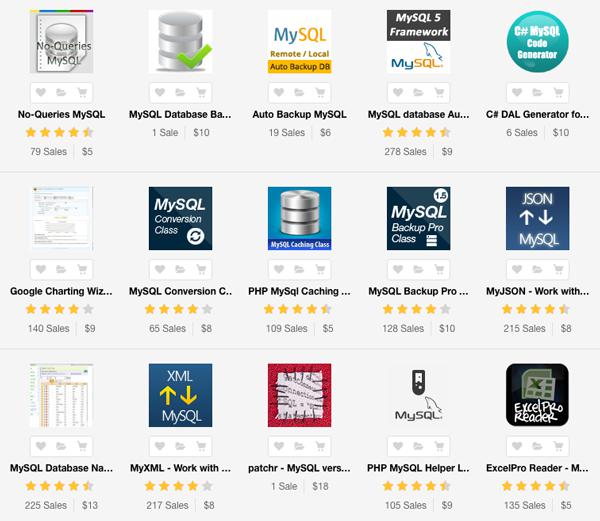 No-Queries
MySQL
MySQL
Remote / Local
Auto Backup DB
MySQL 5
Framework
MySQL
C# MySQL
Code
Generator
No-Queries MySQL
MySQL Database Ba...
Auto Backup MySQL
MySQL database Au...
C# DAL Generator fo...
79 Sales $5
1 Sale $10
19 Sales $6
278 Sales $9
6 Sales $10
MySQL
Conversion
Class
MySQL Caching Class
MySQL
1.5
Backup Pro
Class
JSON
MySQL
Google Charting Wiz...
MySQL Conversion C..
PHP MySql Caching ...
MySQL Backup Pro ...
MyJSON - Work with...
140 Sales $9
65 Sales $8
109 Sales $5
128 Sales $10
215 Sales $8
XML
MySQL
MySQL
ExcelPro
Reader
MySQL Database Na...
MyXML - Work with ...
patchr - MySQL vers...
PHP MySQL Helper L...
ExcelPro Reader - M...
225 Sales $13
217 Sales $8
1 Sale $18
105 Sales $9
135 Sales $5